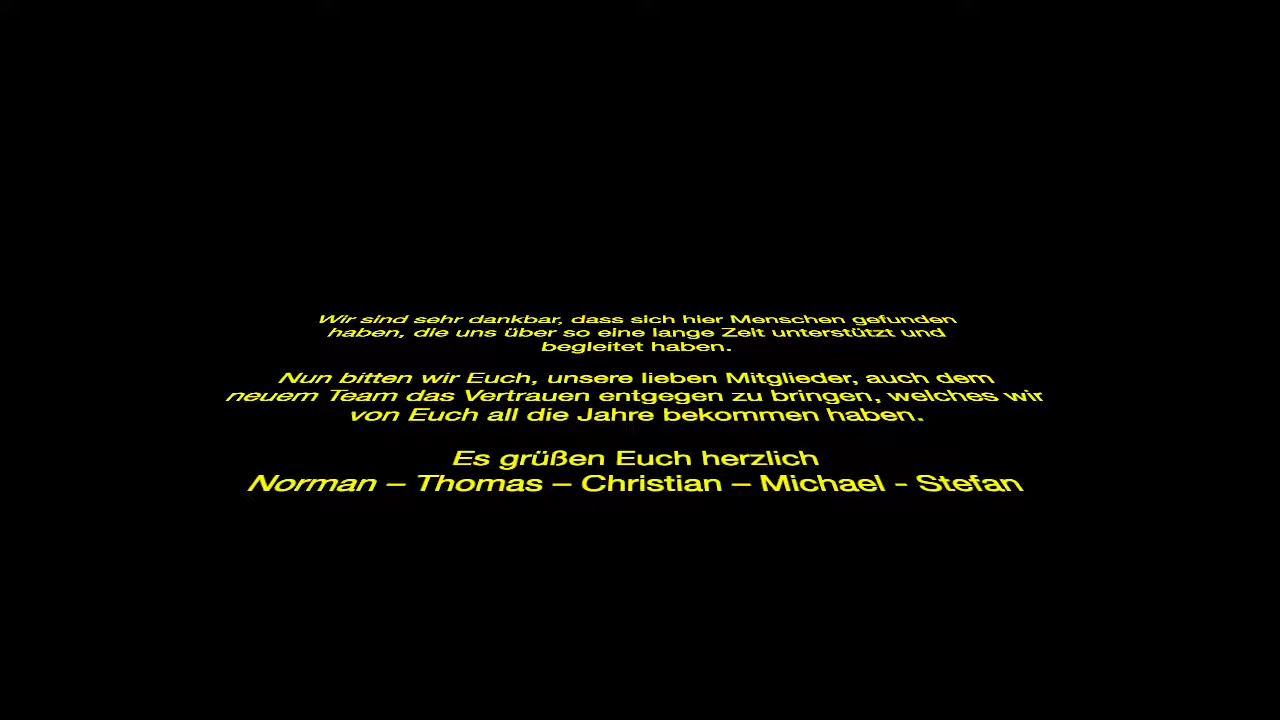 Wir sind sehr dankbar, dass sich hier Menschen gefunden
haben, die uns über so eine lange Zeit unterstützt und
begleitet haben.
Nun bitten wir Euch, unsere lieben Mitglieder, auch dem
neuem Team das Vertrauen entgegen zu bringen, welches wir
von Euch all die Jahre bekommen haben.
Es grüßen Euch herzlich
Norman – Thomas – Christian – Michael - Stefan